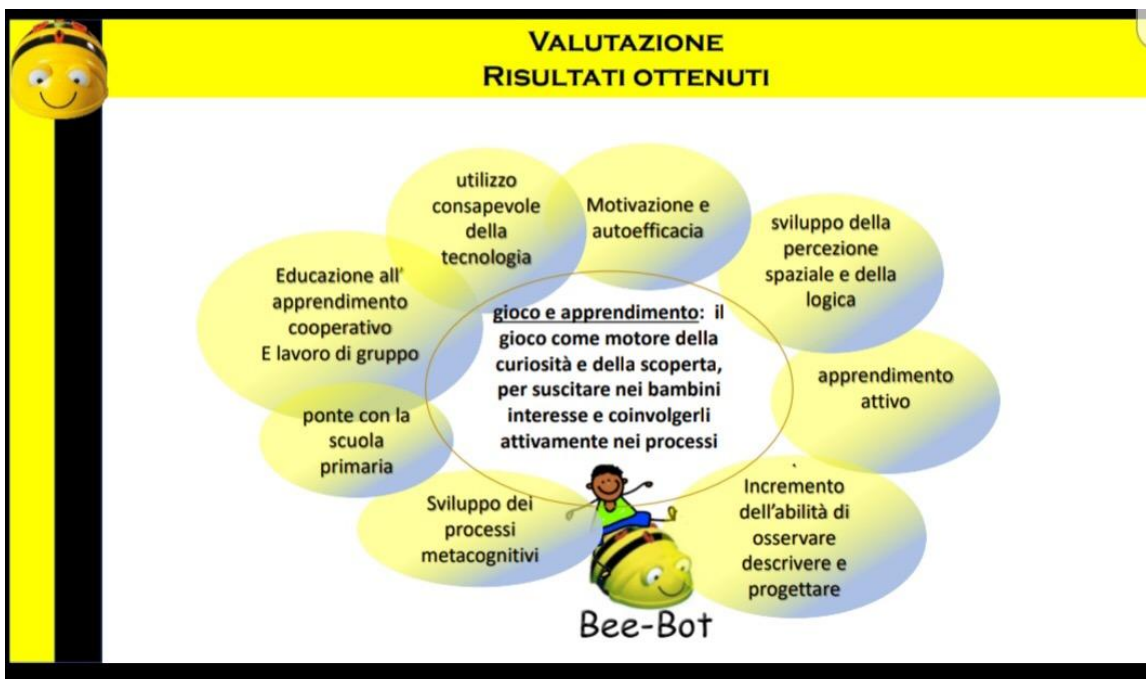 VALUTAZIONE
RISULTATI OTTENUTI
utilizzo
consapevole
della
tecnologia
Motivazione e
autoefficacia
sviluppo della
percezione
spaziale e della
logica
Educazione all'
apprendimento
cooperativo
E lavoro di gruppo
gioco e apprendimento: il
gioco come motore della
curiosità e della scoperta,
per suscitare nei bambini
interesse e coinvolgerli
attivamente nei processi
apprendimento
attivo
ponte con la
scuola
primaria
Sviluppo dei
processi
metacognitivi
.
Incremento
dell'abilità di
osservare
descrivere e
progettare
Bee-Bot